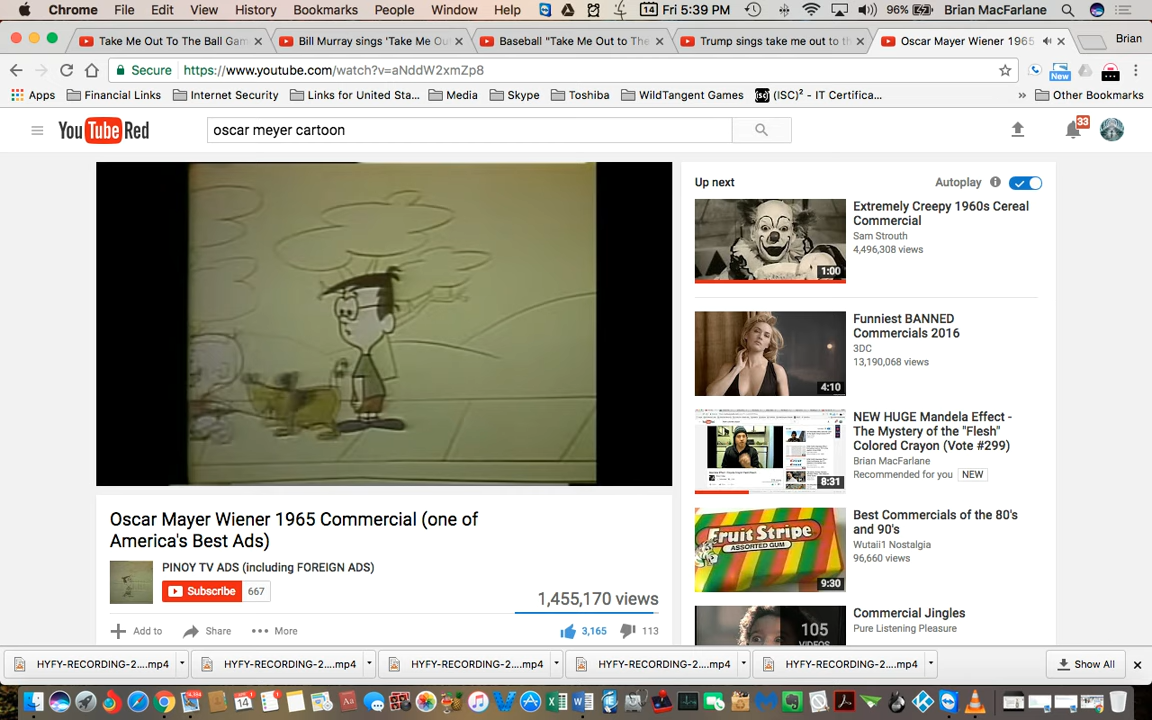 Chrome File Edit View History Bookmarks People Window Help 14 Fri 5:39 PM 96% Brian MacFarlane
Take Me Out To The Ball Gam Bill Murray sings 'Take Me Ou Baseball "Take Me Out to The Trump sings take me out to th Oscar Mayer Wiener 1965 Brian
Secure https://www.youtube.com/watch?v=aNddW2xmZp8 New
Apps Financial Links Internet Security Links for United Sta... Media Skype Toshiba WildTangent Games (ISC)² - IT Certifica... » Other Bookmarks
YouTube Red oscar meyer cartoon 33
Up next Autoplay
Extremely Creepy 1960s Cereal
Commercial
Sam Strouth
4,496,308 views
1:00
Funniest BANNED
Commercials 2016
3DC
13,190,068 views
4:10
NEW HUGE Mandela Effect -
The Mystery of the "Flesh"
Colored Crayon (Vote #299)
Brian MacFarlane
Recommended for you NEW
8:31
Best Commercials of the 80's
and 90's
Wutaii1 Nostalgia
96,660 views
Fruit Stripe
ASSORTED GUM
9:30
Commercial Jingles
Pure Listening Pleasure
105
VIDEOS
Oscar Mayer Wiener 1965 Commercial (one of
America's Best Ads)
PINOY TV ADS (including FOREIGN ADS)
Subscribe 667
1,455,170 views
Add to Share More 3,165 113
HYFY-RECORDING-2....mp4 HYFY-RECORDING-2....mp4 HYFY-RECORDING-2....mp4 HYFY-RECORDING-2....mp4 HYFY-RECORDING-2....mp4 Show All